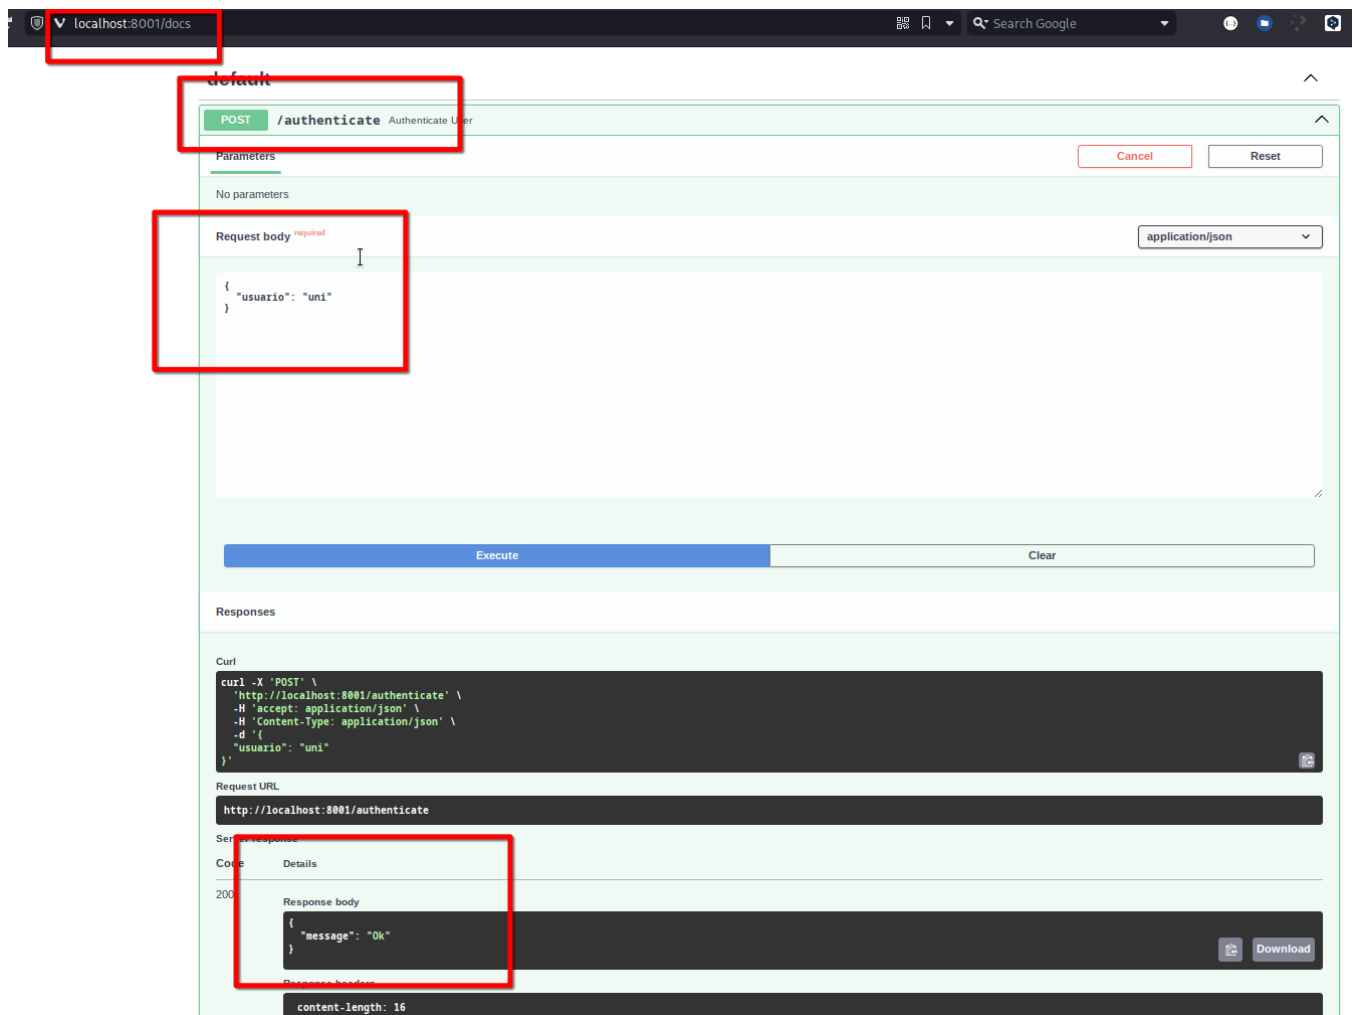 localhost:8001/docs
Search Google
default
POST /authenticate Authenticate User
Parameters
Cancel
Reset
No parameters
Request body required
application/json
{
"usuario": "uni"
}
Execute
Clear
Responses
Curl
curl -X 'POST' \
'http://localhost:8001/authenticate' \
-H 'accept: application/json' \
-H 'Content-Type: application/json' \
-d '{
"usuario": "uni"
}'
Request URL
http://localhost:8001/authenticate
Server response
Code Details
200
Response body
{
"message": "Ok"
}
Download
Response headers
content-length: 16